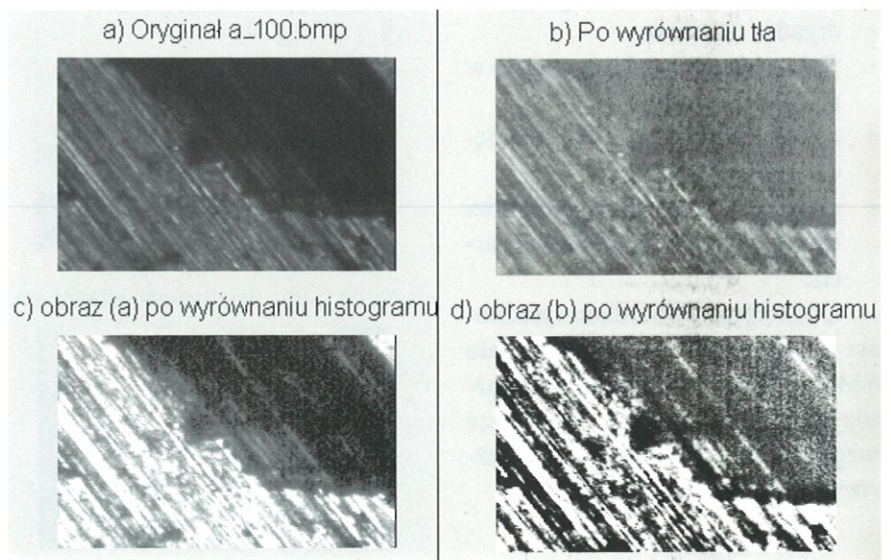 a) Oryginał a_100.bmp
b) Po wyrównaniu tła
c) obraz (a) po wyrównaniu histogramu
d) obraz (b) po wyrównaniu histogramu